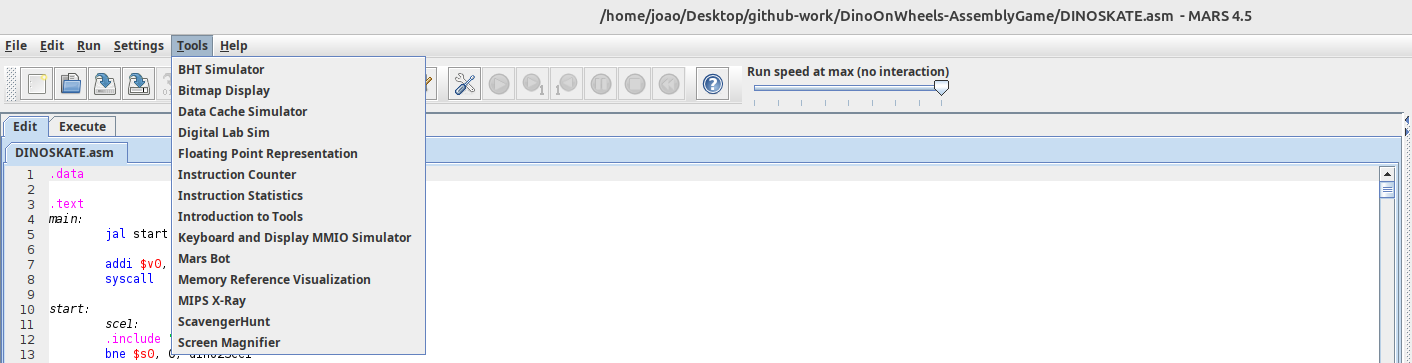 /home/joao/Desktop/github-work/DinoOnWheels-AssemblyGame/DINOSKATE.asm - MARS 4.5
File Edit Run Settings Tools Help
BHT Simulator
Bitmap Display
Data Cache Simulator
Digital Lab Sim
Floating Point Representation
Instruction Counter
Instruction Statistics
Introduction to Tools
Keyboard and Display MMIO Simulator
Mars Bot
Memory Reference Visualization
MIPS X-Ray
ScavengerHunt
Screen Magnifier
1 1
Run speed at max (no interaction)
Edit Execute
DINOSKATE.asm
1 .data
2
3 .text
4 main:
5 jal start
6
7 addi $v0,
8 syscall
9
10 start:
11 sce1:
12 .include "
13 bne $s0, 0,